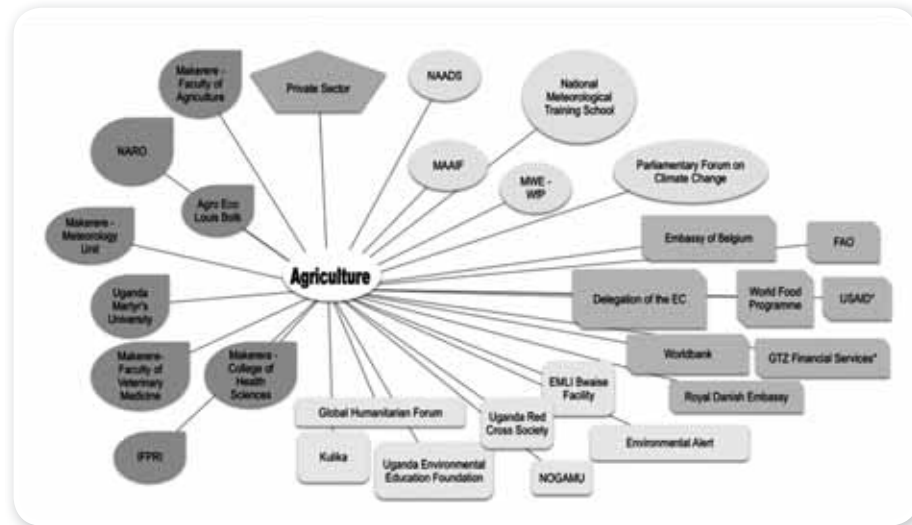 Makerere -
Faculty of
Agriculture
Private Sector
NAADS
National
Meteorological
Training School
NARO
MAAIF
MWE -
WfP
Parliamentary Forum on
Climate Change
Agro Eco
Louis Bolk
Makerere -
Meteorology
Unit
Embassy of Belgium
FAO
Agriculture
Uganda
Martyr's
University
Delegation of the EC
World Food
Programme
USAID*
Makerere-
Faculty of
Veterinary
Medicine
Makerere -
College of
Health
Sciences
Worldbank
GTZ Financial Services*
EMLI Bwaise
Facility
Royal Danish Embassy
Global Humanitarian Forum
Uganda Red
Cross Society
Environmental Alert
IFPRI
Kulika
Uganda Environmental
Education Foundation
NOGAMU